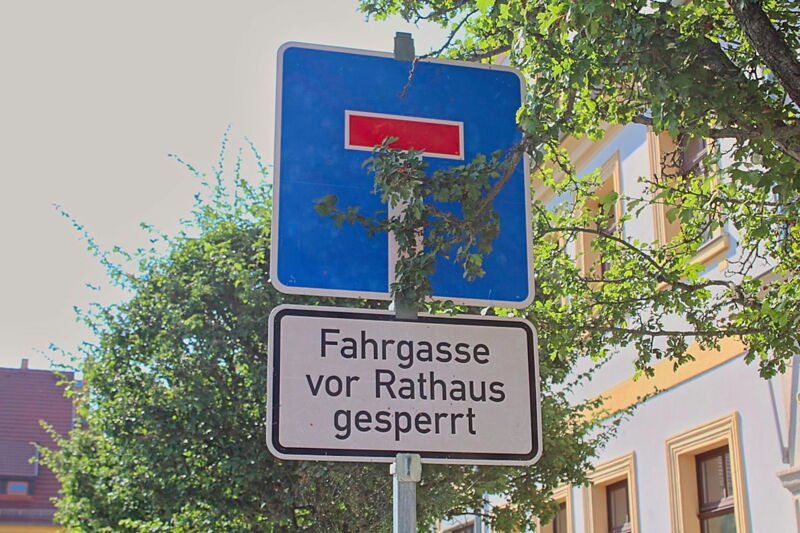 Fahrgasse
vor Rathaus
gesperrt